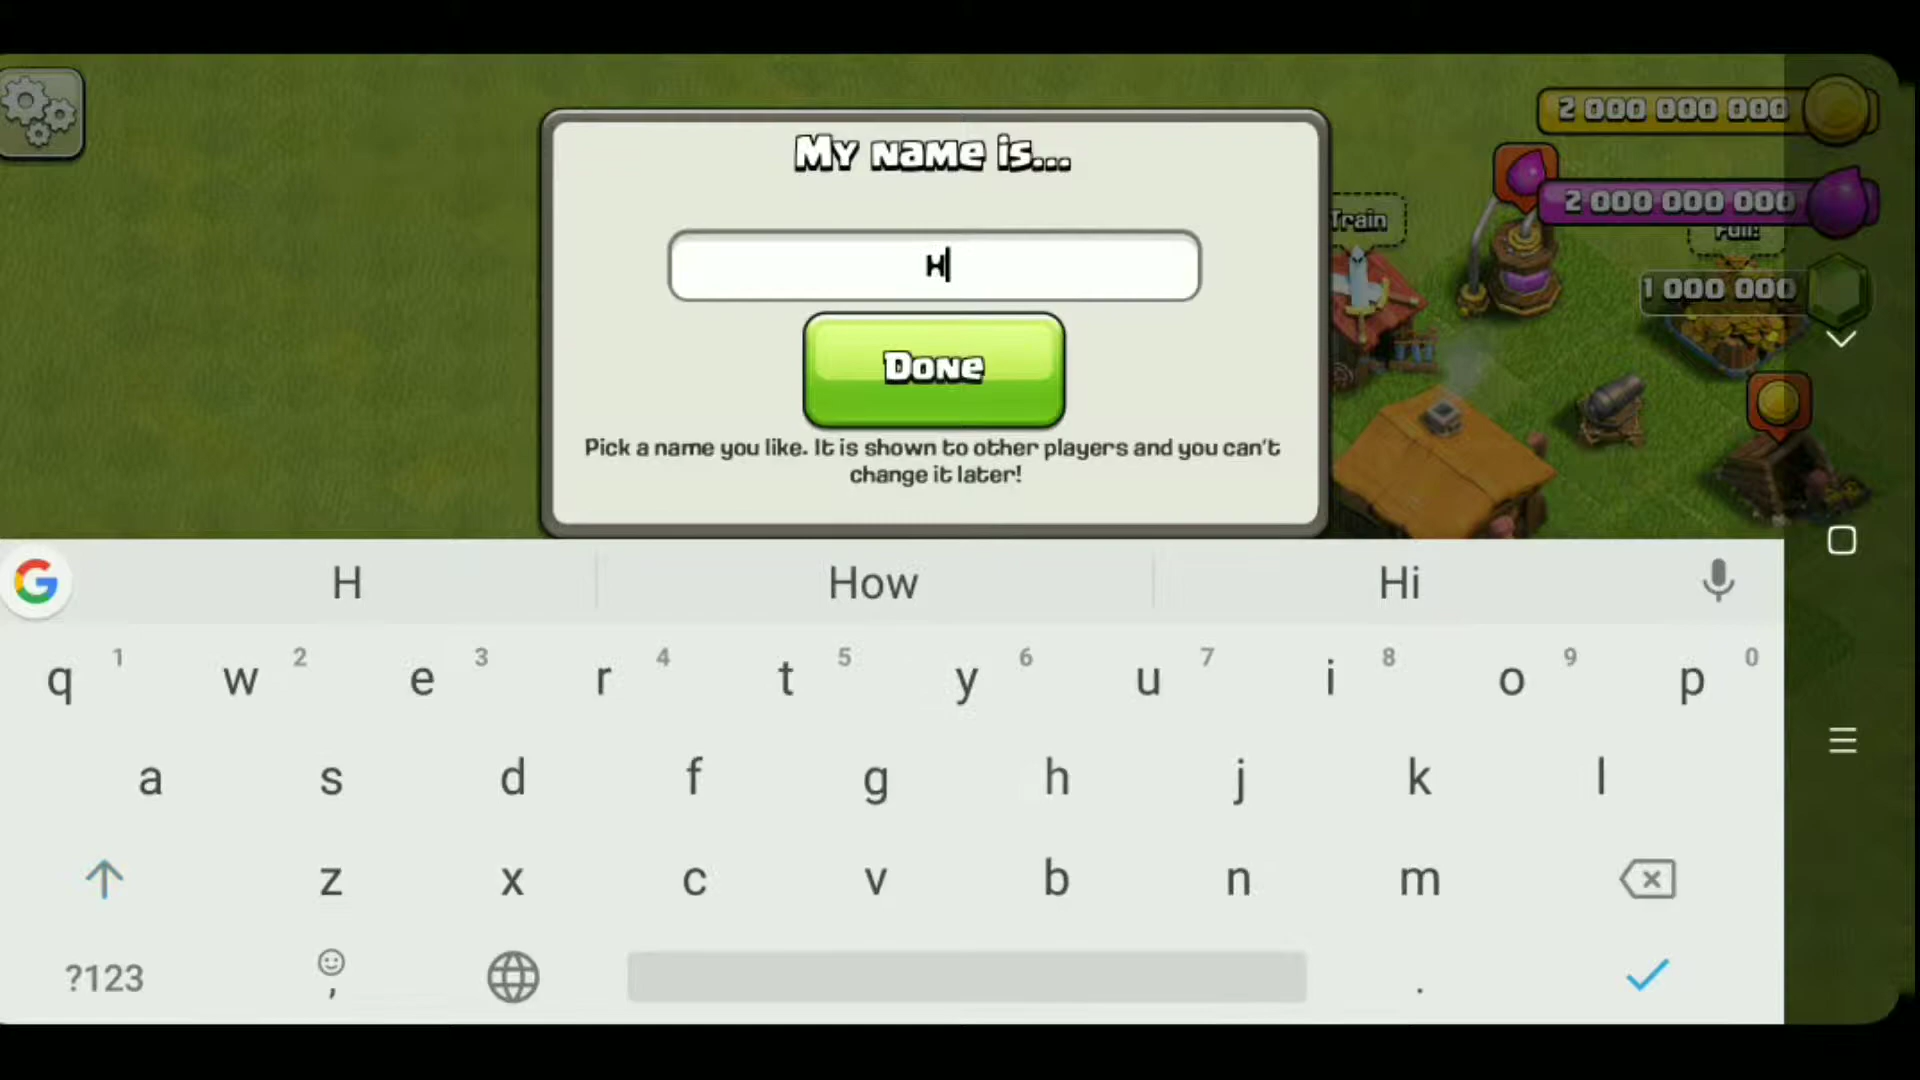 My name is...
2 000 000 000
2 000 000 000
Train
Full!
1 000 000
H
Done
Pick a name you like. It is shown to other players and you can't
change it later!
G
H How Hi
1 2 3 4 5 6 7 8 9 0
q w e r t y u i o p
a s d f g h j k l
z x c v b n m
?123 , .